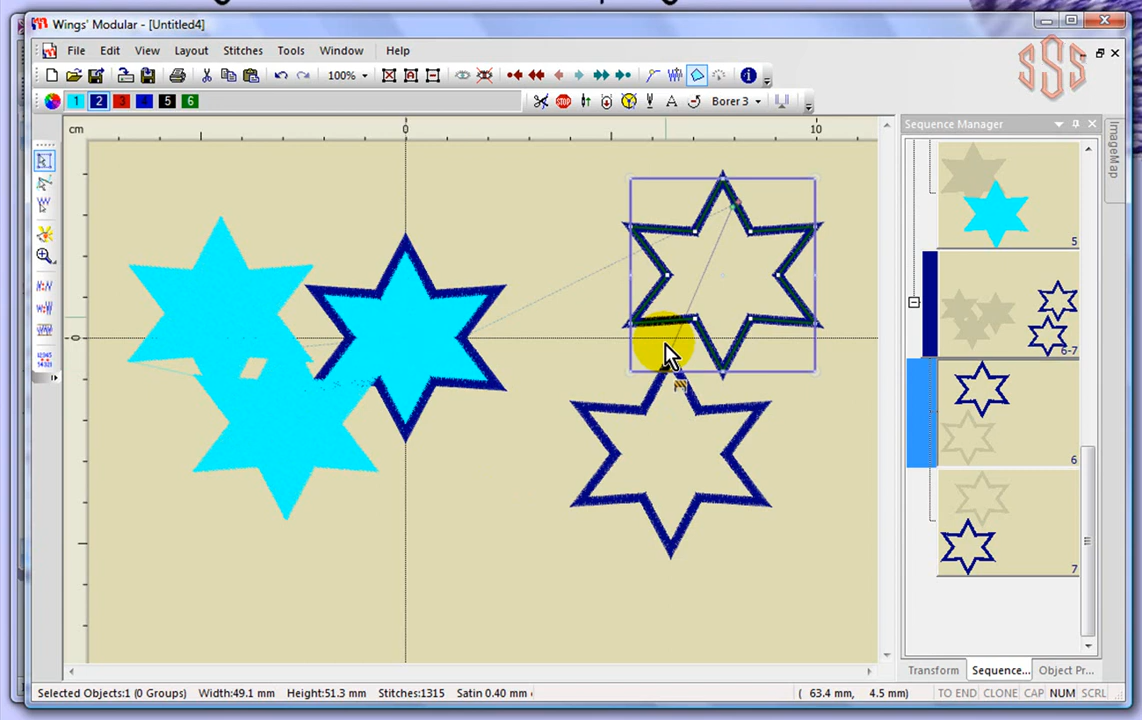 Wings' Modular - [Untitled4]
File Edit View Layout Stitches Tools Window Help
100%
1 2 3 4 5 6 Borer 3
cm 0 10
Sequence Manager
ImageMap
SSS
5
0
6-7
6
7
Transform Sequence... Object Pr...
Selected Objects:1 (0 Groups) Width:49.1 mm Height:51.3 mm Stitches:1315 Satin 0.40 mm ( 63.4 mm, 4.5 mm) TO END CLONE CAP NUM SCRL